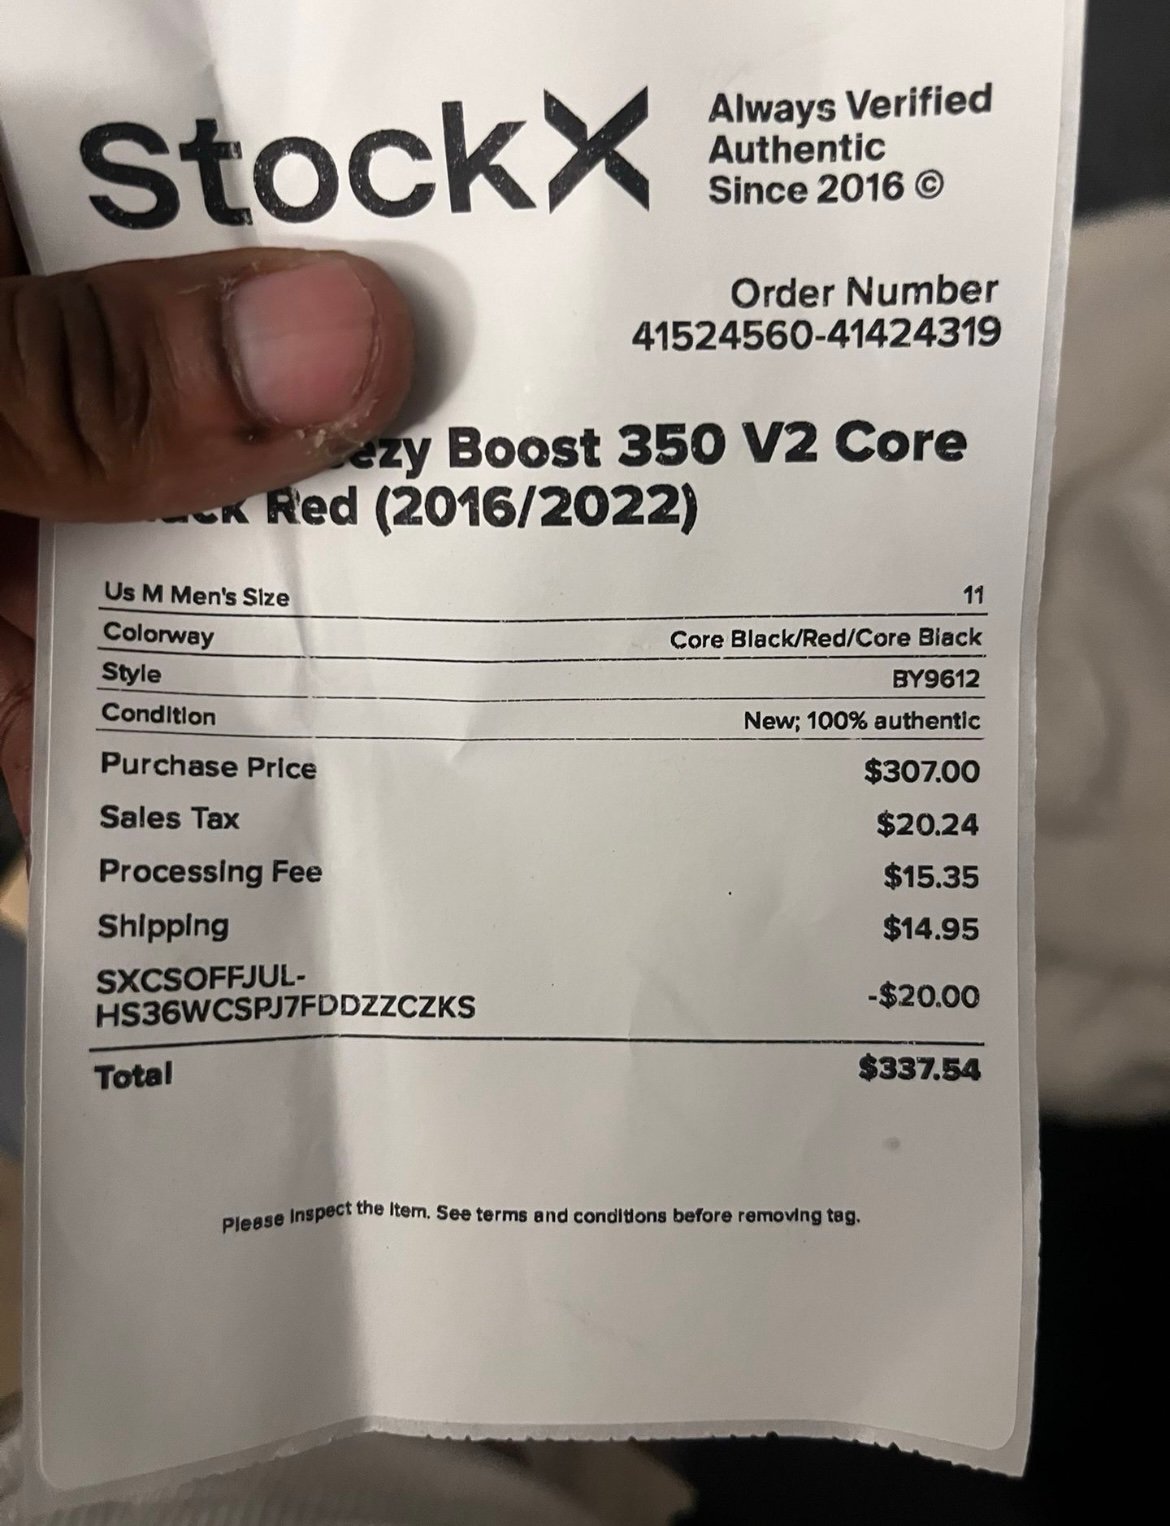 StockX
Always Verified
Authentic
Since 2016 ©
Order Number
41524560-41424319
Boost 350 V2 Core
Red (2016/2022)
Us M Men's Size 11
Colorway Core Black/Red/Core Black
Style BY9612
Condition New; 100% authentic
Purchase Price $307.00
Sales Tax $20.24
Processing Fee $15.35
Shipping $14.95
SXCSOFFJUL-
HS36WCSPJ7FDDZZCZKS -$20.00
Total $337.54
Please inspect the item. See terms and conditions before removing tag.